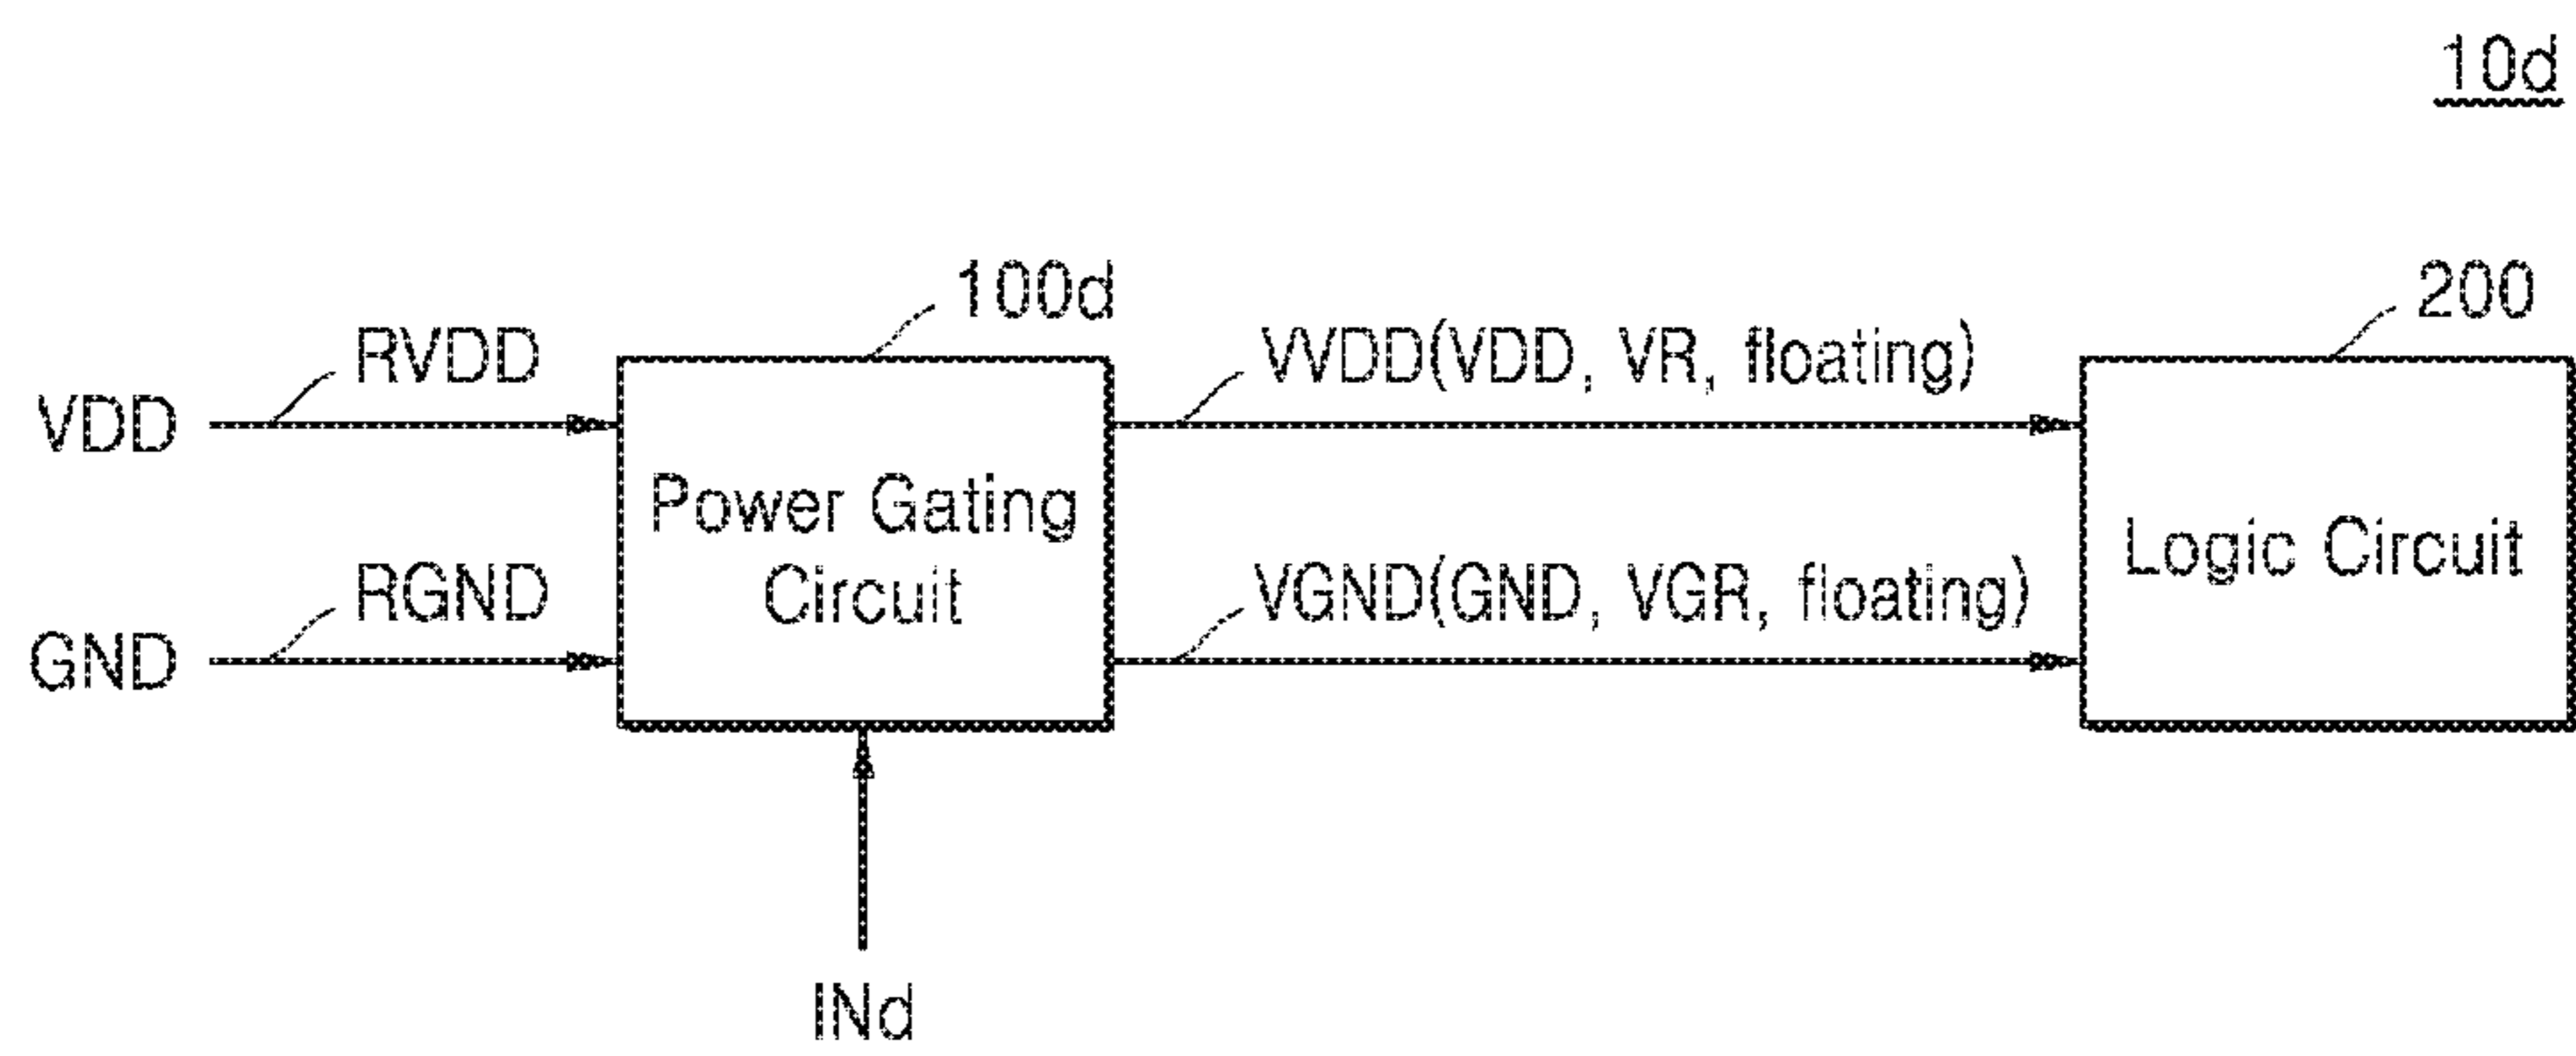 10d
100d
200
RVDD
VVDD(VDD, VR, floating)
VDD
Power Gating
Circuit
Logic Circuit
RGND
VGND(GND, VGR, floating)
GND
INd